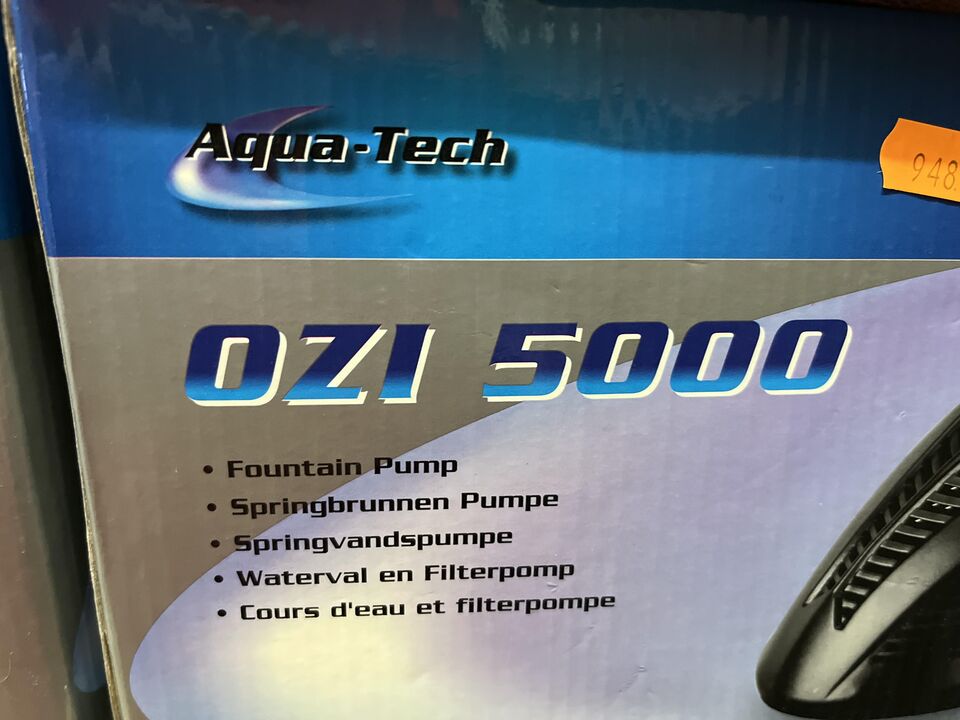 Aqua-Tech
948.
OZI 5000
• Fountain Pump
• Springbrunnen Pumpe
• Springvandspumpe
• Waterval en Filterpomp
• Cours d'eau et filterpompe